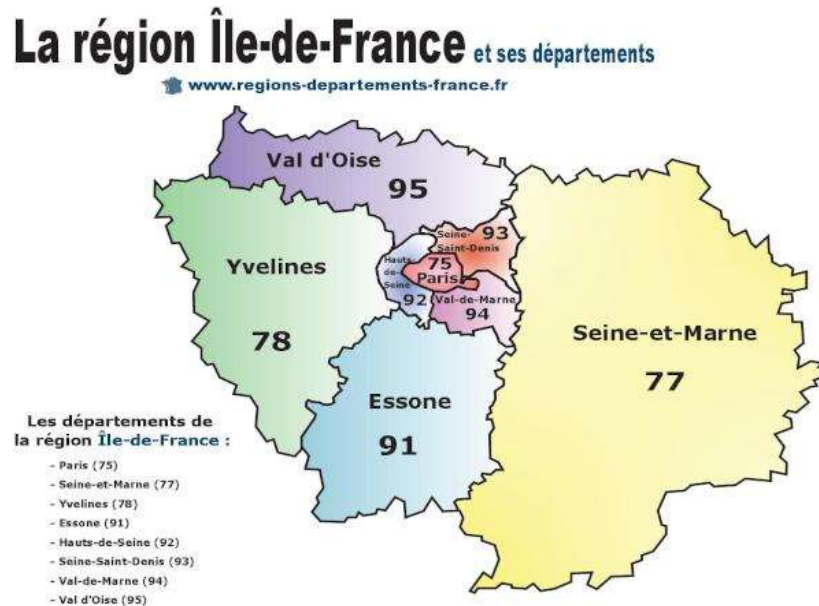 La région Île-de-France et ses départements
www.regions-departements-france.fr
Val d'Oise
95
Seine-
Saint-Denis
93
Yvelines
78
Hauts-
de-
Seine
92
75
Paris
Val-de-Marne
94
Seine-et-Marne
77
Essone
91
Les départements de
la région Île-de-France :
- Paris (75)
- Seine-et-Marne (77)
- Yvelines (78)
- Essone (91)
- Hauts-de-Seine (92)
- Seine-Saint-Denis (93)
- Val-de-Marne (94)
- Val d'Oise (95)